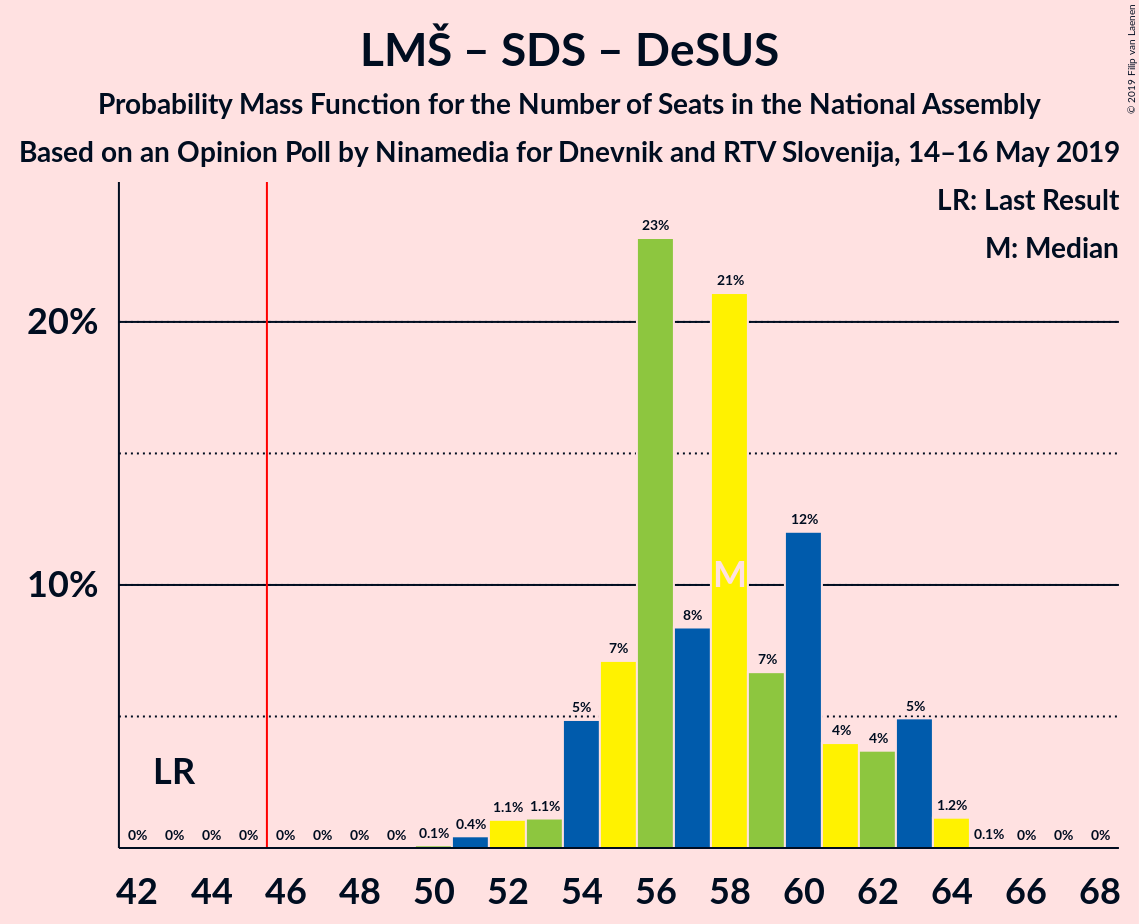 LMŠ – SDS – DeSUS
Probability Mass Function for the Number of Seats in the National Assembly
Based on an Opinion Poll by Ninamedia for Dnevnik and RTV Slovenija, 14–16 May 2019
© 2019 Filip van Laenen
LR: Last Result
M: Median
20%
10%
LR
M
0% 0% 0% 0% 0% 0% 0% 0% 0.1% 0.4% 1.1% 1.1% 5% 7% 23% 8% 21% 7% 12% 4% 4% 5% 1.2% 0.1% 0% 0% 0%
42 44 46 48 50 52 54 56 58 60 62 64 66 68